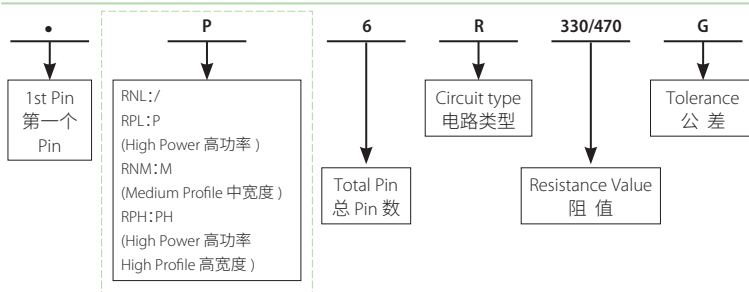 • P 6 R 330/470 G
1st Pin
第一个
Pin
RNL:/
RPL:P
(High Power 高功率 )
RNM:M
(Medium Profile 中宽度 )
RPH:PH
(High Power 高功率
High Profile 高宽度 )
Total Pin
总 Pin 数
Circuit type
电路类型
Resistance Value
阻 值
Tolerance
公 差